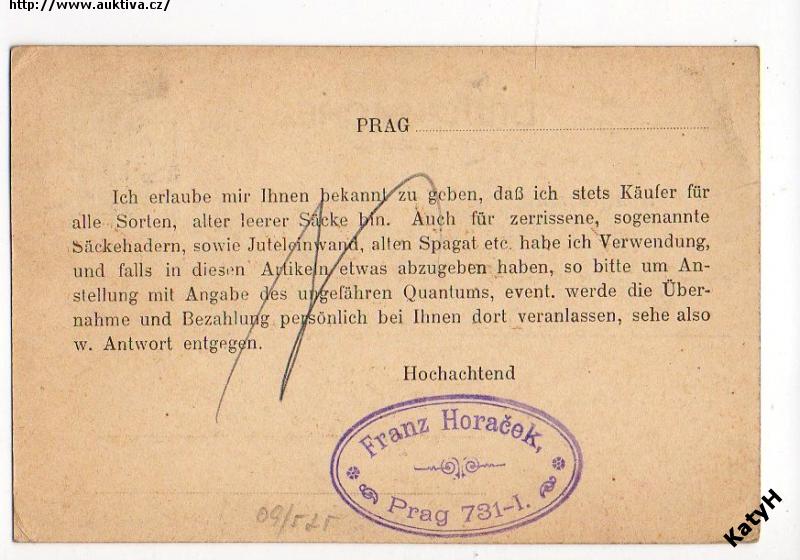 http://www.auktiva.cz/
PRAG
Ich erlaube mir Ihnen bekannt zu geben, daß ich stets Käufer für
alle Sorten, alter leerer Säcke bin. Auch für zerrissene, sogenannte
Säckehadern, sowie Juteleinwand, alten Spagat etc. habe ich Verwendung,
und falls in diesen Artikeln etwas abzugeben haben, so bitte um An-
stellung mit Angabe des ungefähren Quantums, event. werde die Über-
nahme und Bezahlung persönlich bei Ihnen dort veranlassen, sehe also
w. Antwort entgegen.
Hochachtend
Franz Horaček,
Prag 731-I.
KatyH